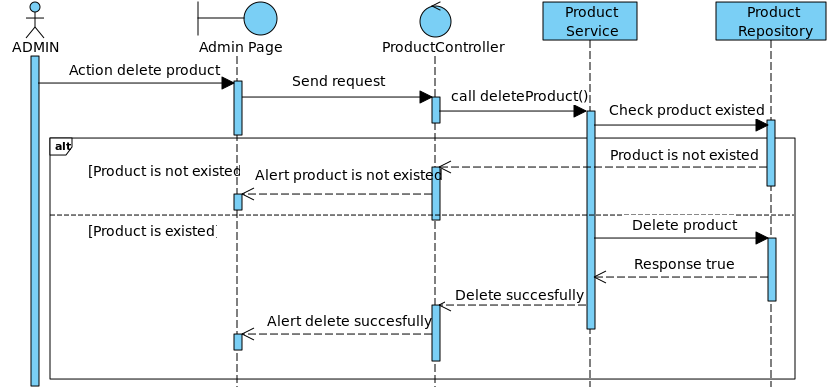 ADMIN
Admin Page
ProductController
Product
Service
Product
Repository
Action delete product
Send request
call deleteProduct()
Check product existed
alt
Product is not existed
[Product is not existed
Alert product is not existed
[Product is existed]
Delete product
Response true
Delete succesfully
Alert delete succesfully